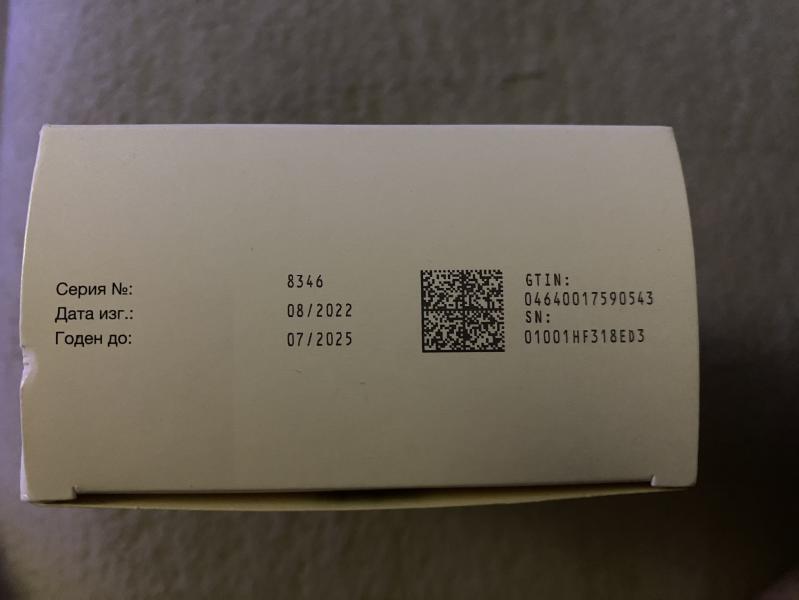 Серия №: 8346
Дата изг.: 08/2022
Годен до: 07/2025
GTIN:
04640017590543
SN:
01001HF318ED3